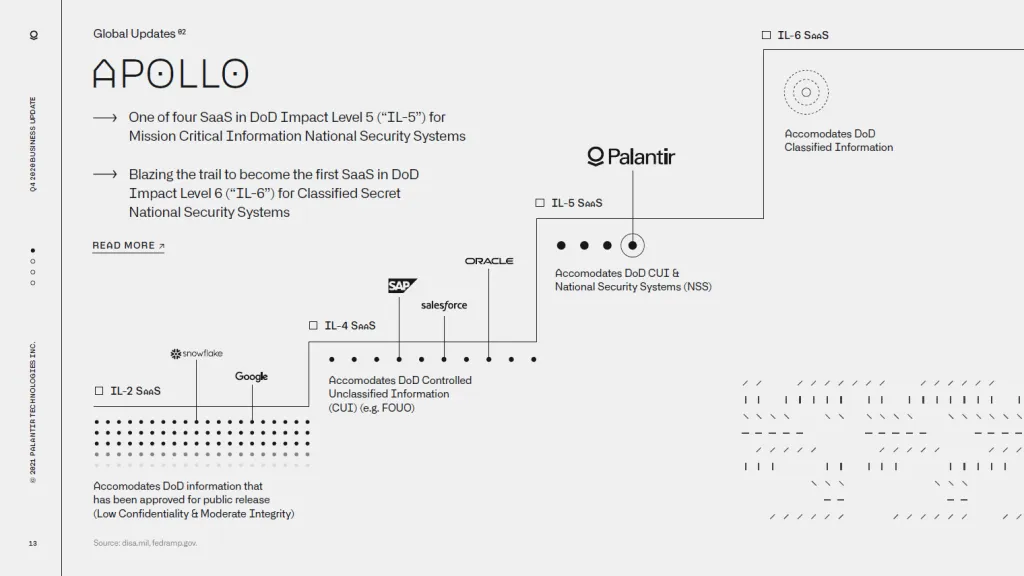 Global Updates 02
APOLLO
→ One of four SaaS in DoD Impact Level 5 (“IL-5”) for
Mission Critical Information National Security Systems
→ Blazing the trail to become the first SaaS in DoD
Impact Level 6 (“IL-6”) for Classified Secret
National Security Systems
READ MORE ↗
IL-2 SaaS
snowflake
Google
Accomodates DoD information that
has been approved for public release
(Low Confidentiality & Moderate Integrity)
IL-4 SaaS
SAP
salesforce
ORACLE
Accomodates DoD Controlled
Unclassified Information
(CUI) (e.g. FOUO)
IL-5 SaaS
Palantir
Accomodates DoD CUI &
National Security Systems (NSS)
IL-6 SaaS
Accomodates DoD
Classified Information
Source: disa.mil, fedramp.gov.
Q4 2020 BUSINESS UPDATE
© 2021 PALANTIR TECHNOLOGIES INC.
13